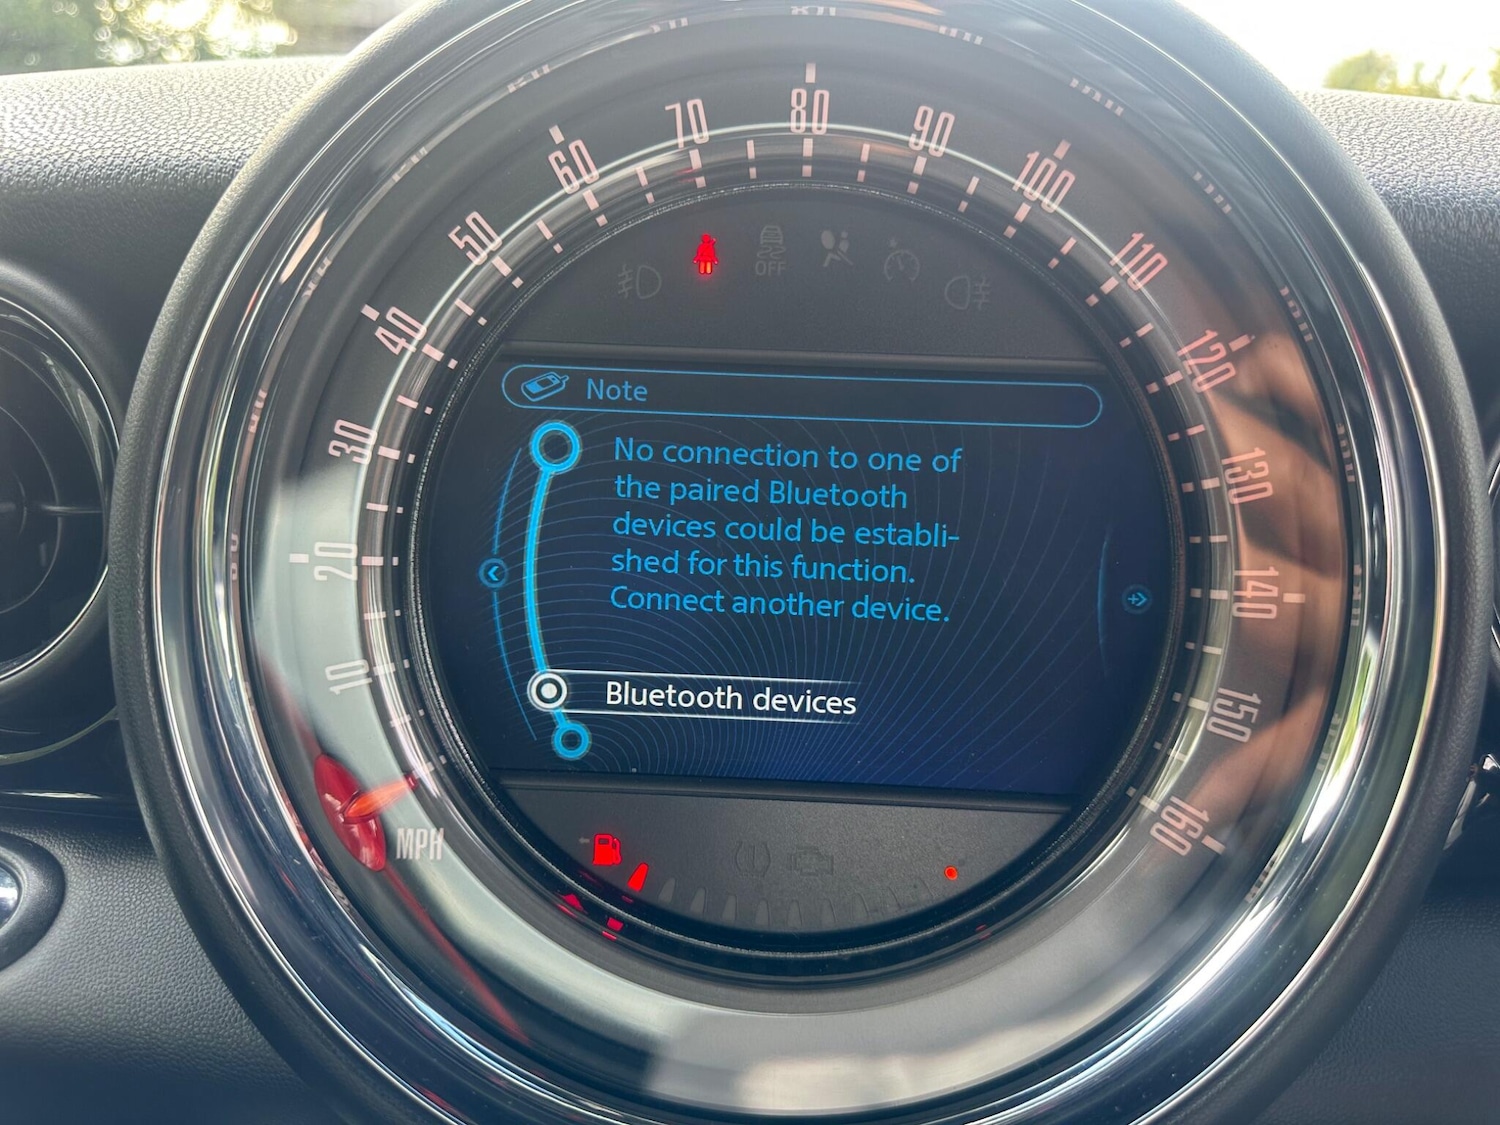 80
70
90
60
100
50
110
40
120
30
130
20
140
10
150
160
MPH
OFF
Note
No connection to one of
the paired Bluetooth
devices could be establi-
shed for this function.
Connect another device.
Bluetooth devices